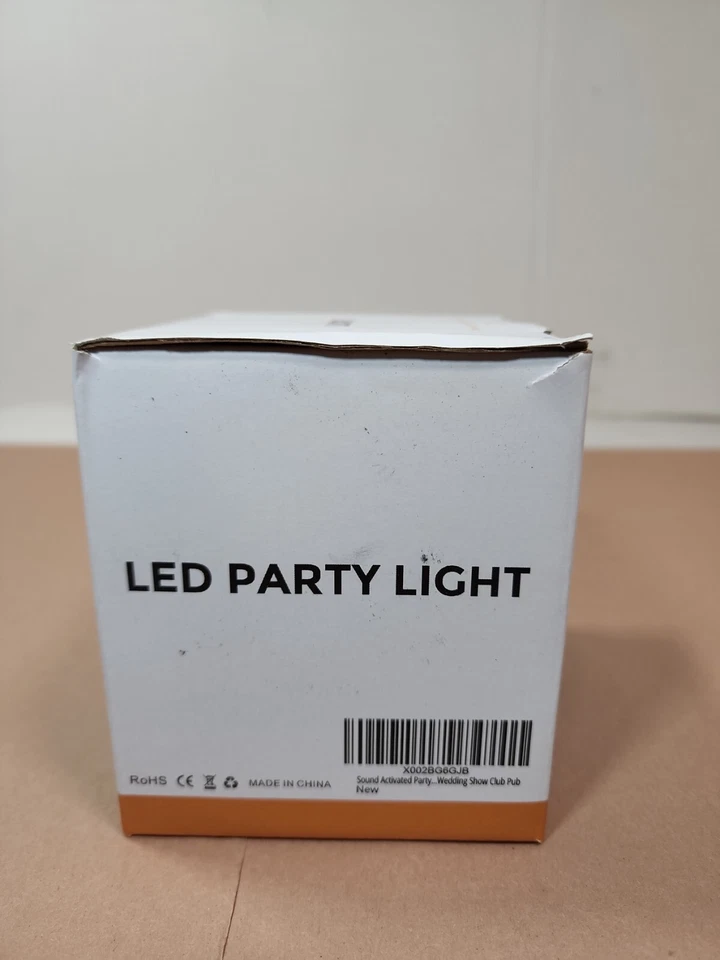 LED PARTY LIGHT
X002BG6GJB
Sound Activated Party...Wedding Show Club Pub
New
RoHS CE MADE IN CHINA